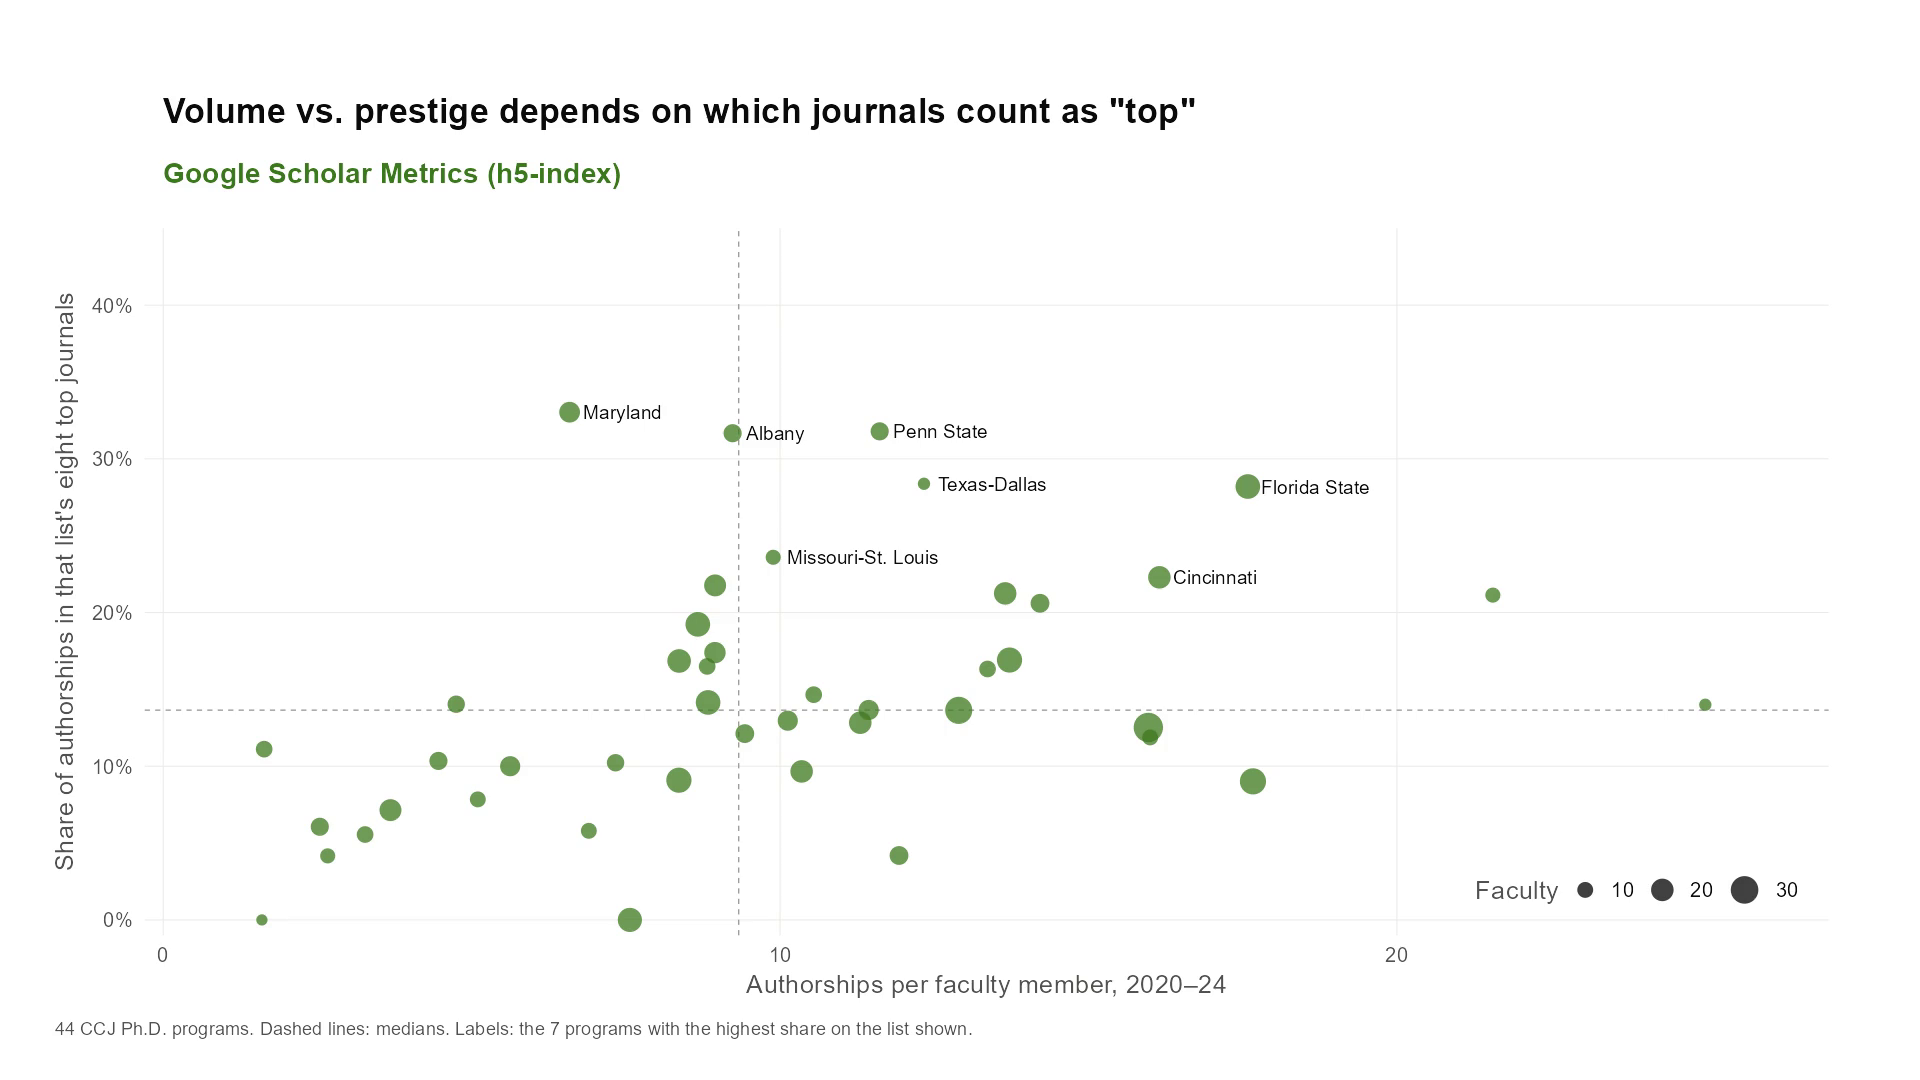 Volume vs. prestige depends on which journals count as "top"
Google Scholar Metrics (h5-index)
Share of authorships in that list's eight top journals
40%
30%
20%
10%
0%
Maryland
Albany
Penn State
Texas-Dallas
Florida State
Missouri-St. Louis
Cincinnati
Faculty 10 20 30
0 10 20
Authorships per faculty member, 2020–24
44 CCJ Ph.D. programs. Dashed lines: medians. Labels: the 7 programs with the highest share on the list shown.